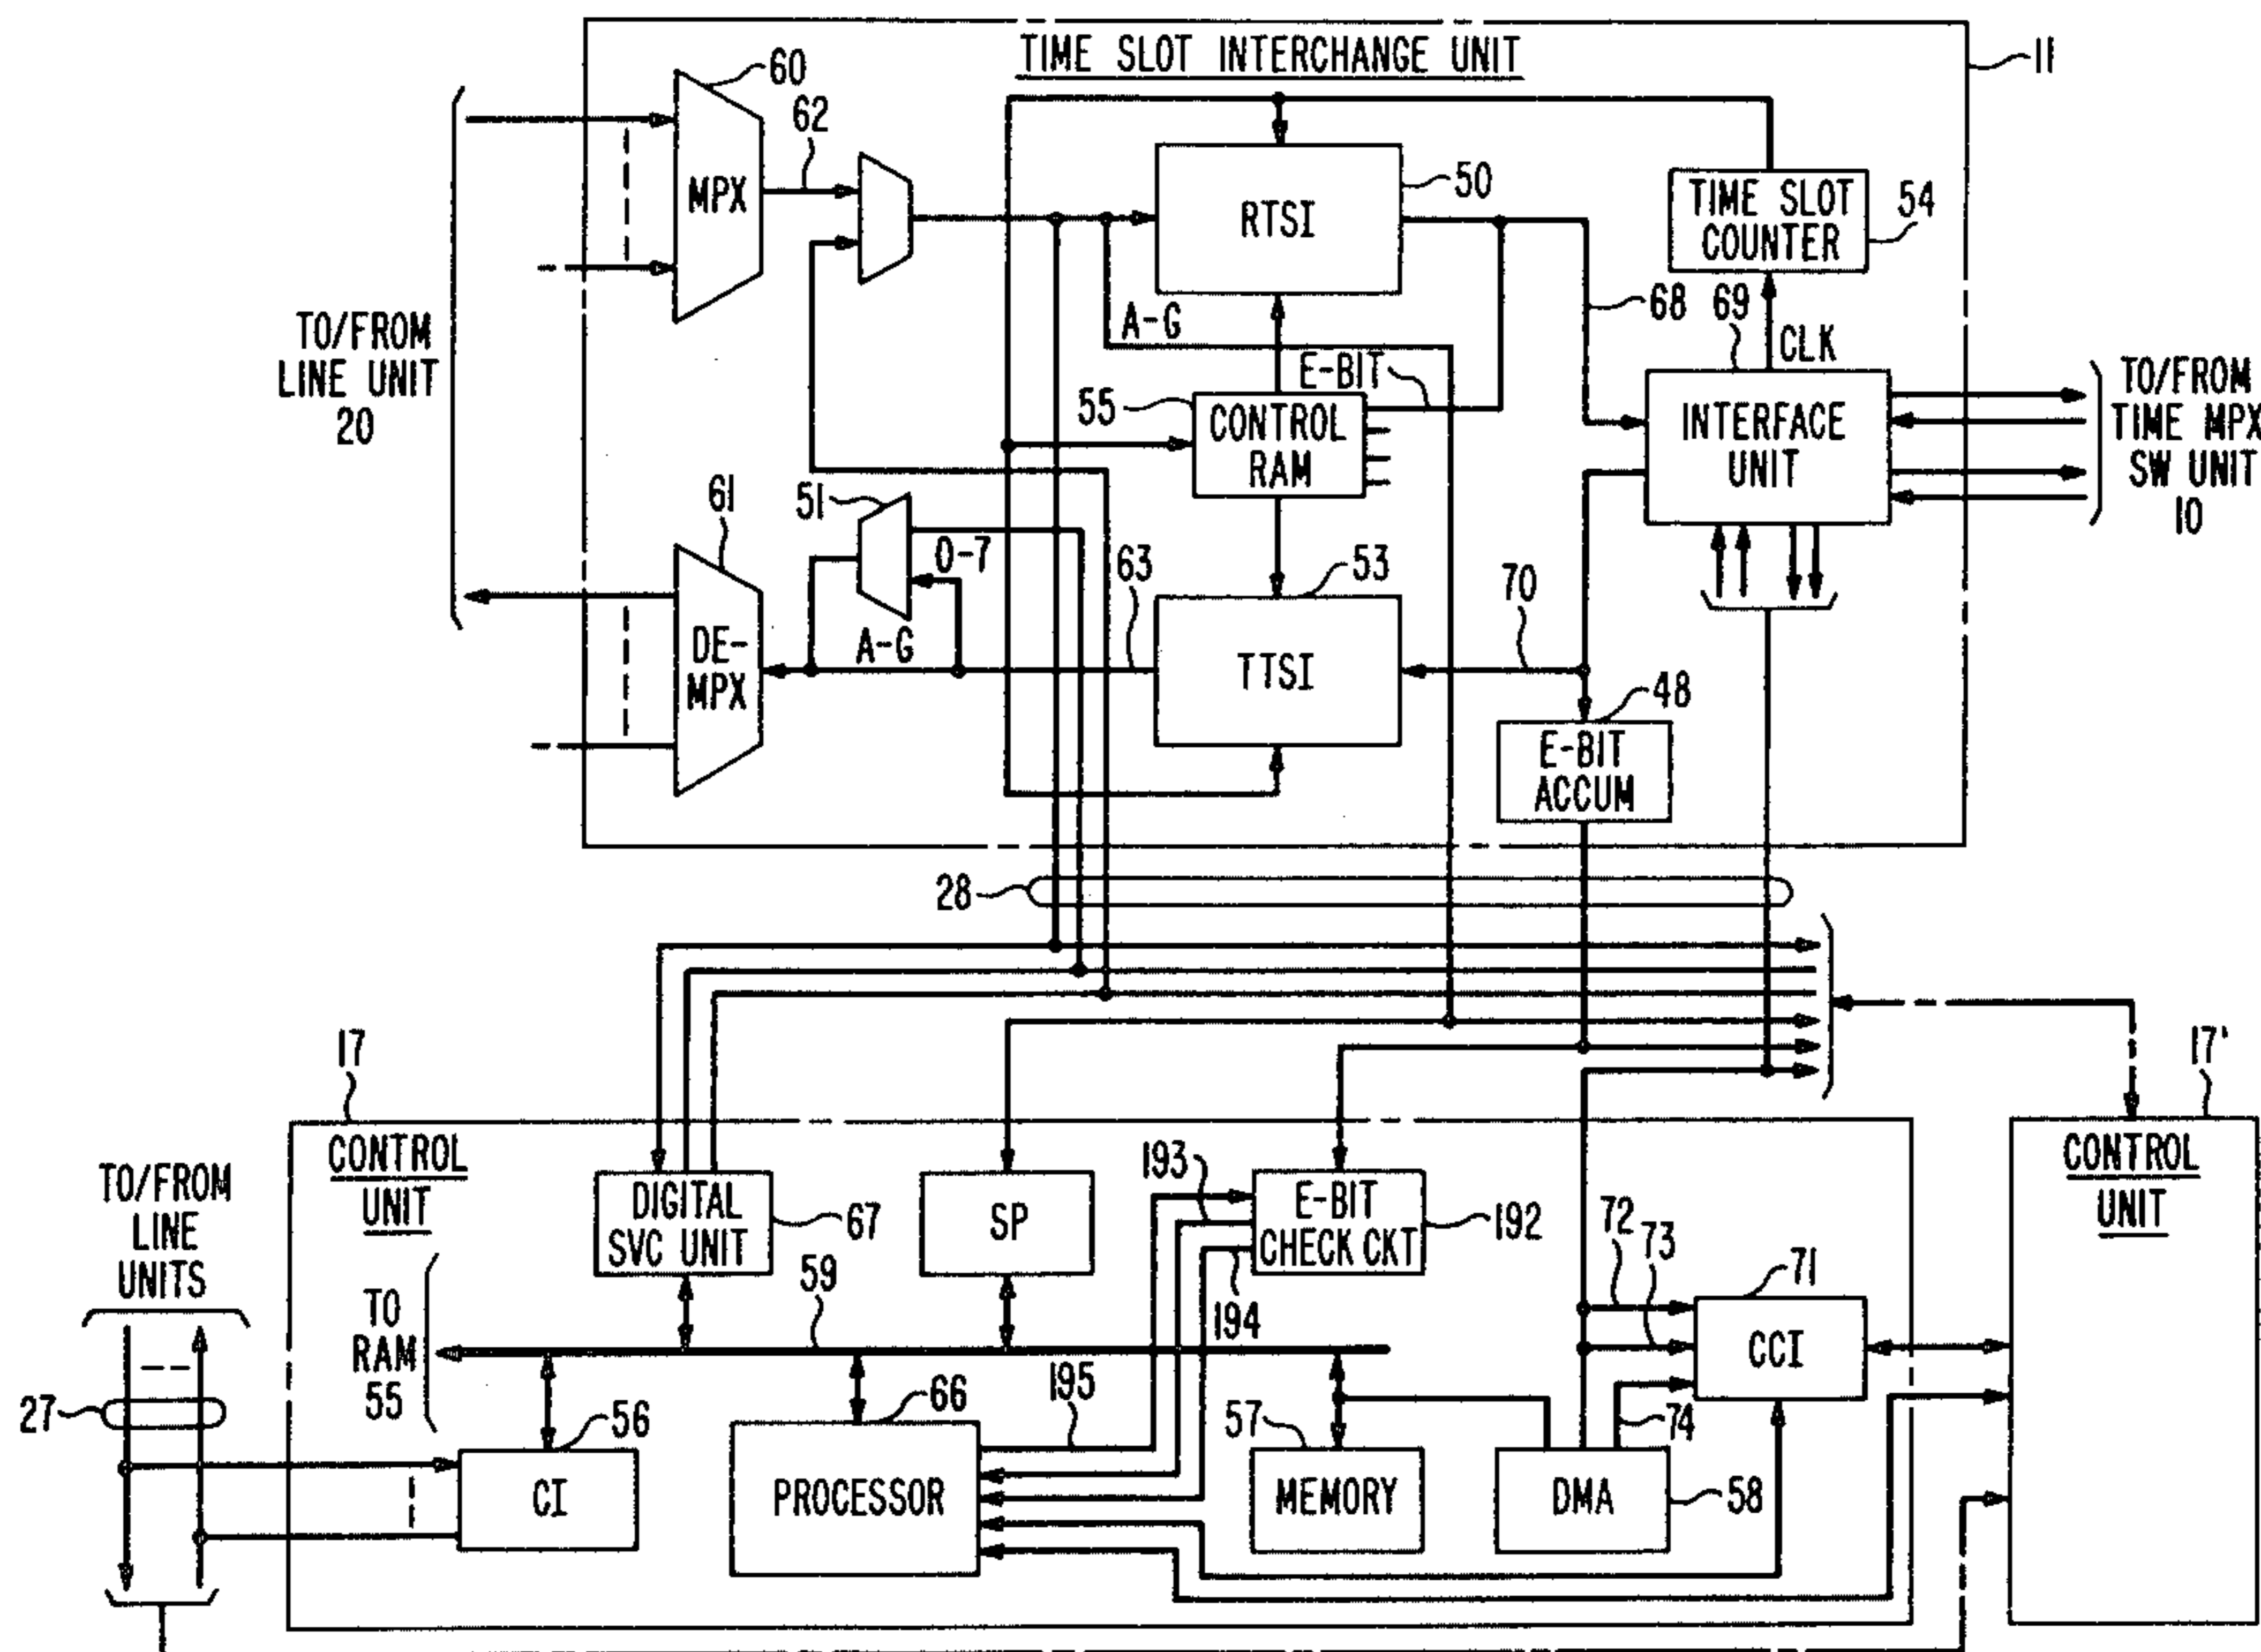 TIME SLOT INTERCHANGE UNIT
11
60
62
MPX
RTSI
50
TIME SLOT
COUNTER
54
TO/FROM
LINE UNIT
20
A-G
68
69
CLK
E-BIT
55
CONTROL
RAM
INTERFACE
UNIT
TO/FROM
TIME MPX
SW UNIT
10
61
51
0-7
63
53
70
DE-
MPX
A-G
TTSI
48
E-BIT
ACCUM
28
17
17'
CONTROL
UNIT
TO/FROM
LINE
UNITS
DIGITAL
SVC UNIT
67
SP
193
E-BIT
CHECK CKT
192
194
72
73
71
CCI
CONTROL
UNIT
TO
RAM
55
59
195
27
56
CI
66
PROCESSOR
57
MEMORY
74
DMA
58